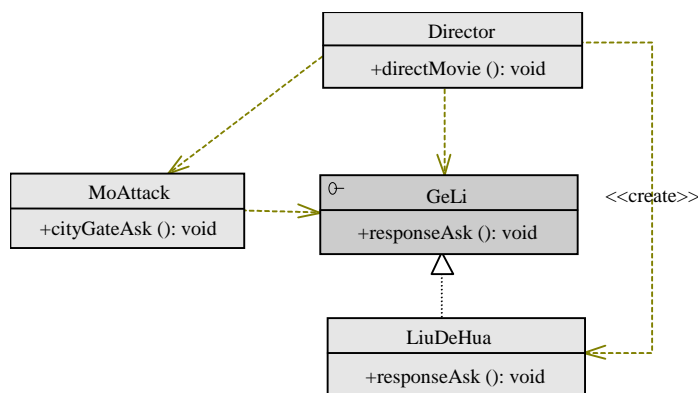 Director
+directMovie (): void
MoAttack
+cityGateAsk (): void
GeLi
+responseAsk (): void
<<create>>
LiuDeHua
+responseAsk (): void